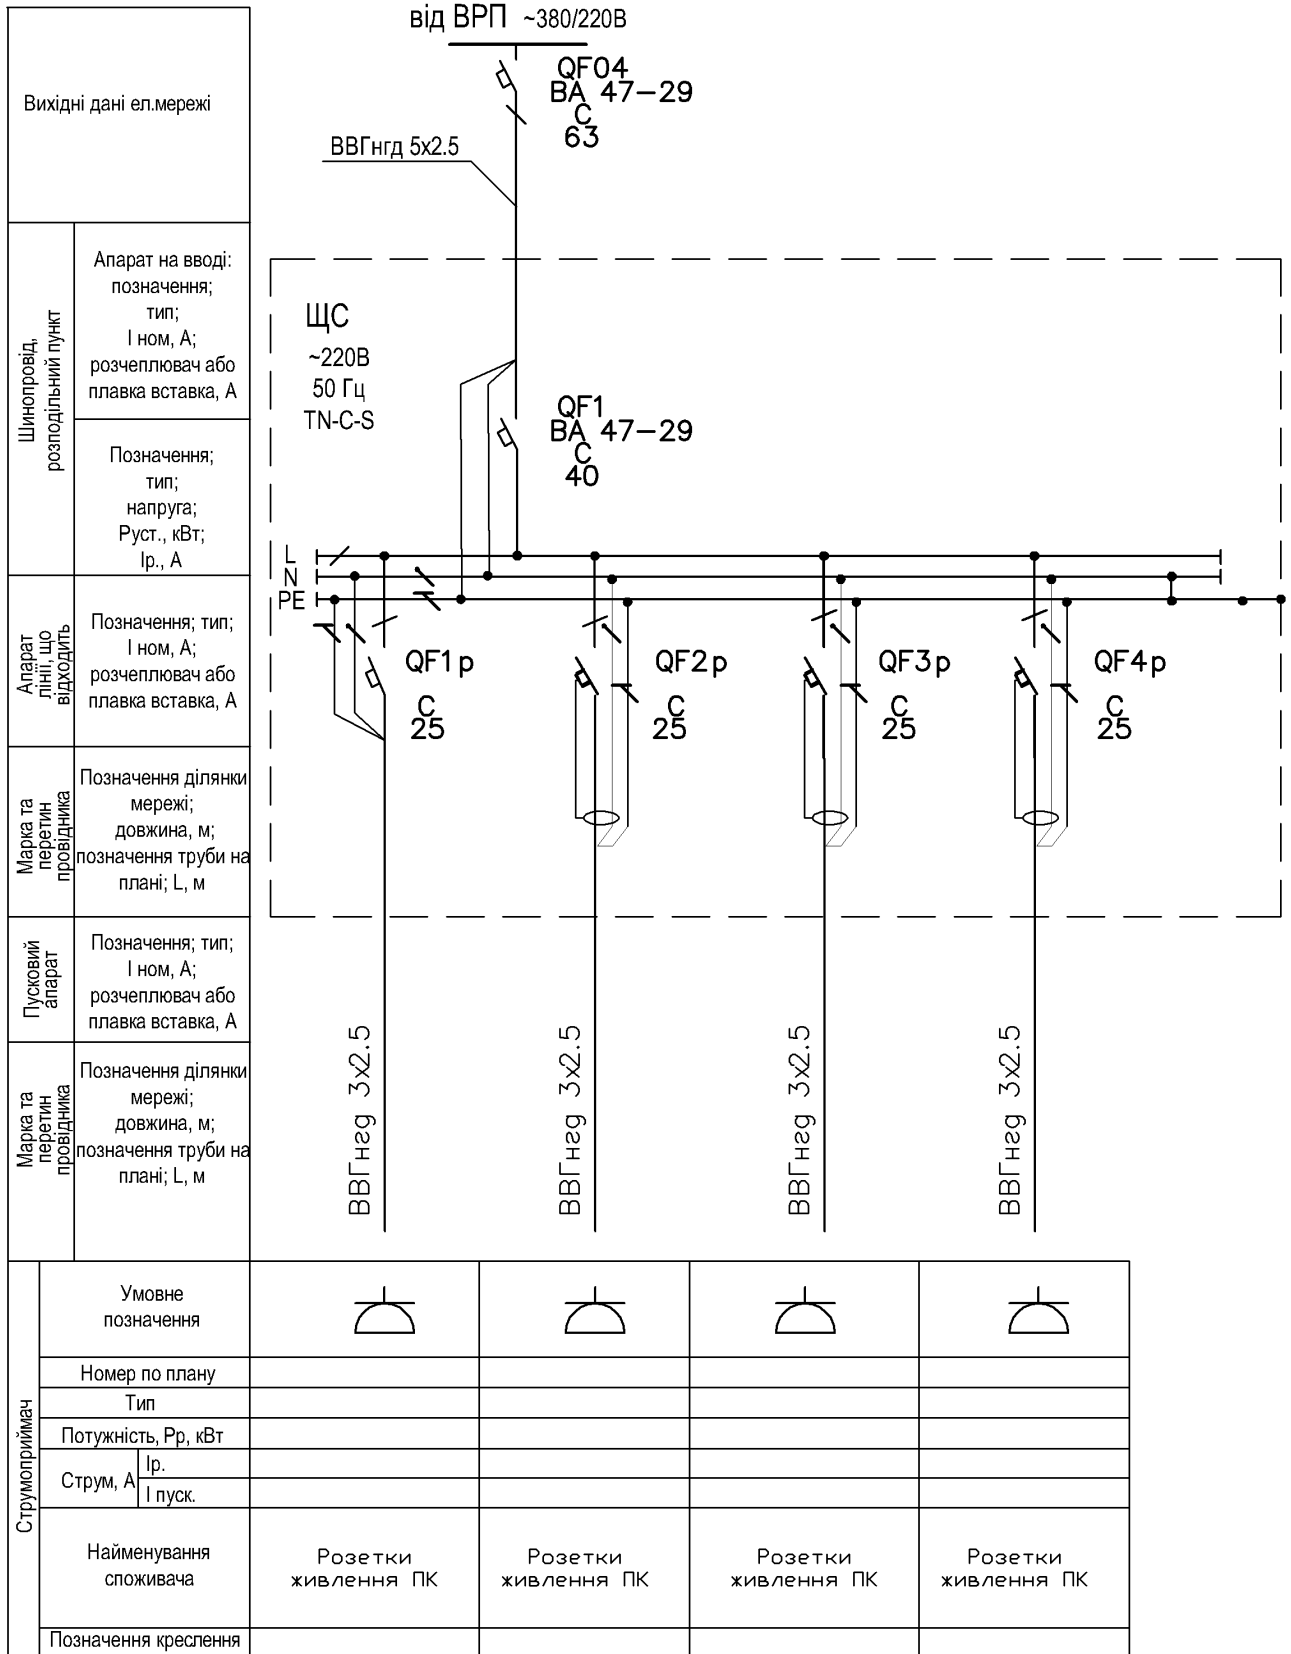 від ВРП ~380/220В
QF04
ВА 47-29
С
63
ВВГнгд 5х2.5
Вихідні дані ел.мережі
Шинопровід,
розподільний пункт
Апарат на вводі:
позначення;
тип;
І ном, А;
розчеплювач або
плавка вставка, А
Позначення;
тип;
напруга;
Руст., кВт;
Ір., А
ЩС
~220В
50 Гц
TN-C-S
QF1
ВА 47-29
С
40
L
N
PE
Апарат
лінії, що
відходить
Позначення; тип;
І ном, А;
розчеплювач або
плавка вставка, А
QF1р
С
25
QF2р
С
25
QF3р
С
25
QF4р
С
25
Марка та
перетин
провідника
Позначення ділянки
мережі;
довжина, м;
позначення труби на
плані; L, м
Пусковий
апарат
Позначення; тип;
І ном, А;
розчеплювач або
плавка вставка, А
Марка та
перетин
провідника
Позначення ділянки
мережі;
довжина, м;
позначення труби на
плані; L, м
ВВГнгд 3х2.5
ВВГнгд 3х2.5
ВВГнгд 3х2.5
ВВГнгд 3х2.5
Струмоприймач
Умовне
позначення
Номер по плану
Тип
Потужність, Рр, кВт
Струм, А
Ір.
І пуск.
Найменування
споживача
Розетки
живлення ПК
Розетки
живлення ПК
Розетки
живлення ПК
Розетки
живлення ПК
Позначення креслення